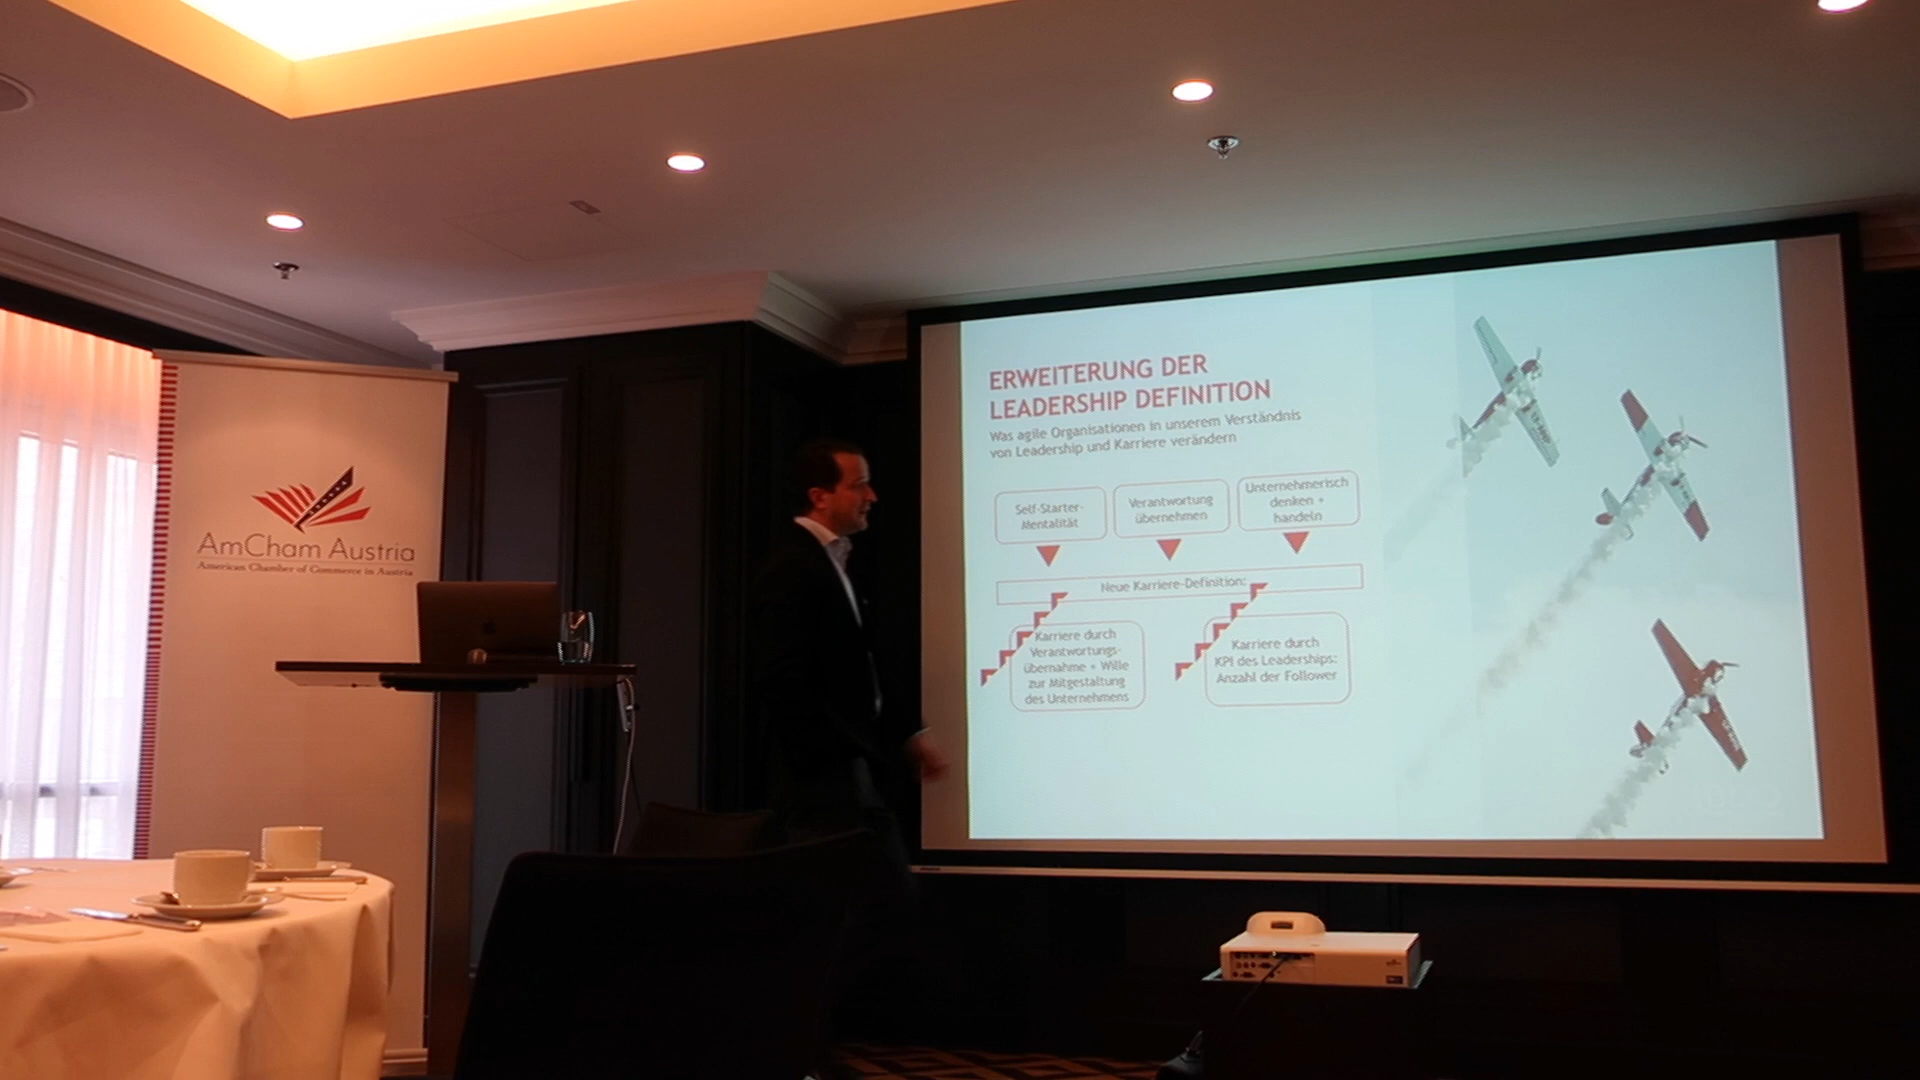 AmCham Austria
American Chamber of Commerce in Austria
ERWEITERUNG DER
LEADERSHIP DEFINITION
Was agile Organisationen in unserem Verständnis
von Leadership und Karriere verändern
Self-Starter-
Mentalität
Verantwortung
übernehmen
Unternehmerisch
denken +
handeln
Neue Karriere-Definition:
Karriere durch
Verantwortungs-
übernahme + Wille
zur Mitgestaltung
des Unternehmens
Karriere durch
KPI des Leaderships:
Anzahl der Follower